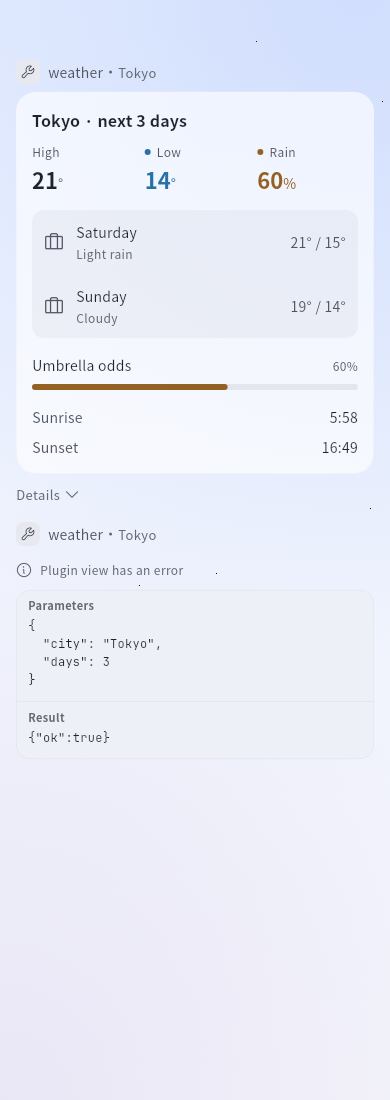 weather • Tokyo
Tokyo · next 3 days
High
Low
Rain
21°
14°
60%
Saturday
Light rain
21° / 15°
Sunday
Cloudy
19° / 14°
Umbrella odds
60%
Sunrise
5:58
Sunset
16:49
Details
weather • Tokyo
Plugin view has an error
Parameters
{
  "city": "Tokyo",
  "days": 3
}
Result
{"ok":true}